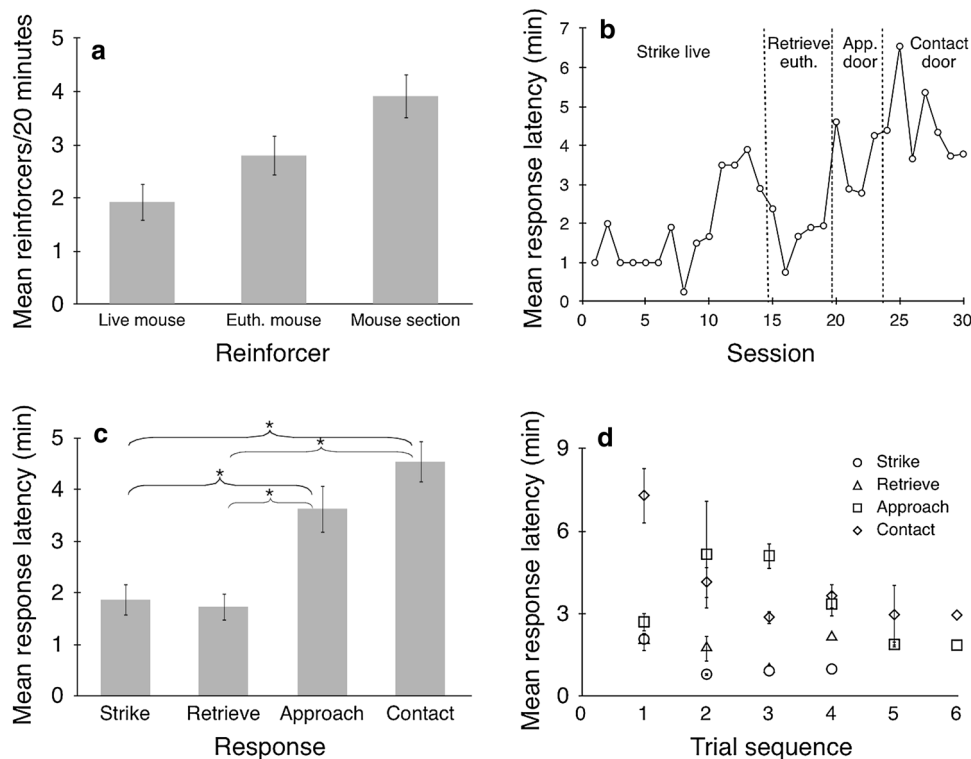 a
Mean reinforcers/20 minutes
5
4
3
2
1
0
Live mouse Euth. mouse Mouse section
Reinforcer
b
Mean response latency (min)
7
6
5
4
3
2
1
0
Strike live
Retrieve
euth.
App.
door
Contact
door
0 5 10 15 20 25 30
Session
c
Mean response latency (min)
5
4
3
2
1
0
*
*
*
*
Strike Retrieve Approach Contact
Response
d
Mean response latency (min)
9
6
3
0
Strike
Retrieve
Approach
Contact
0 1 2 3 4 5 6
Trial sequence